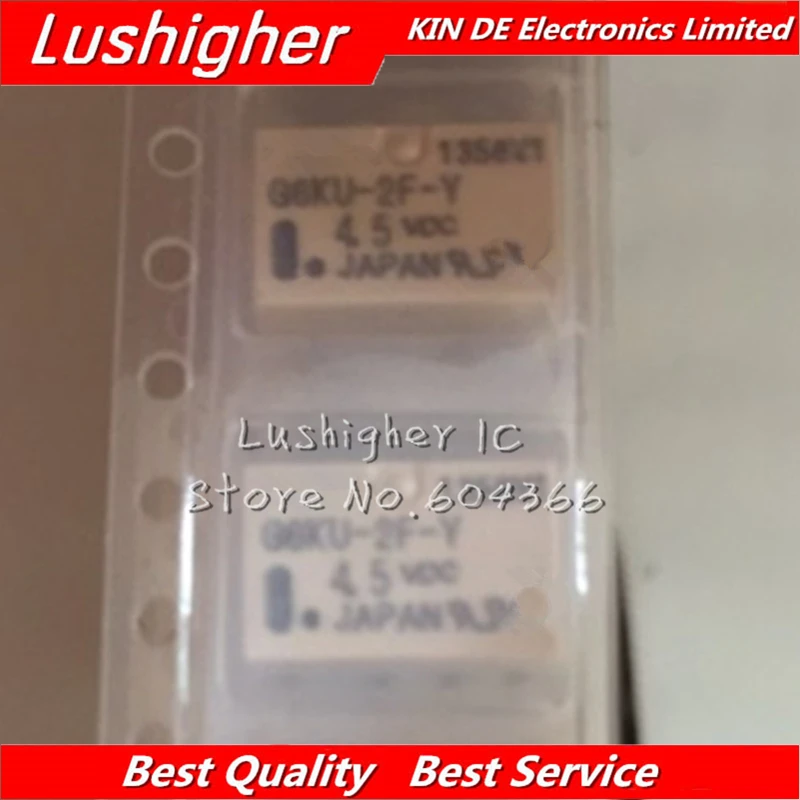 Lushigher
KIN DE Electronics Limited
G6KU-2F-Y
4.5 VDC
JAPAN
Lushigher IC
Store No.604366
G6KU-2F-Y
4.5 VDC
JAPAN
Best Quality Best Service